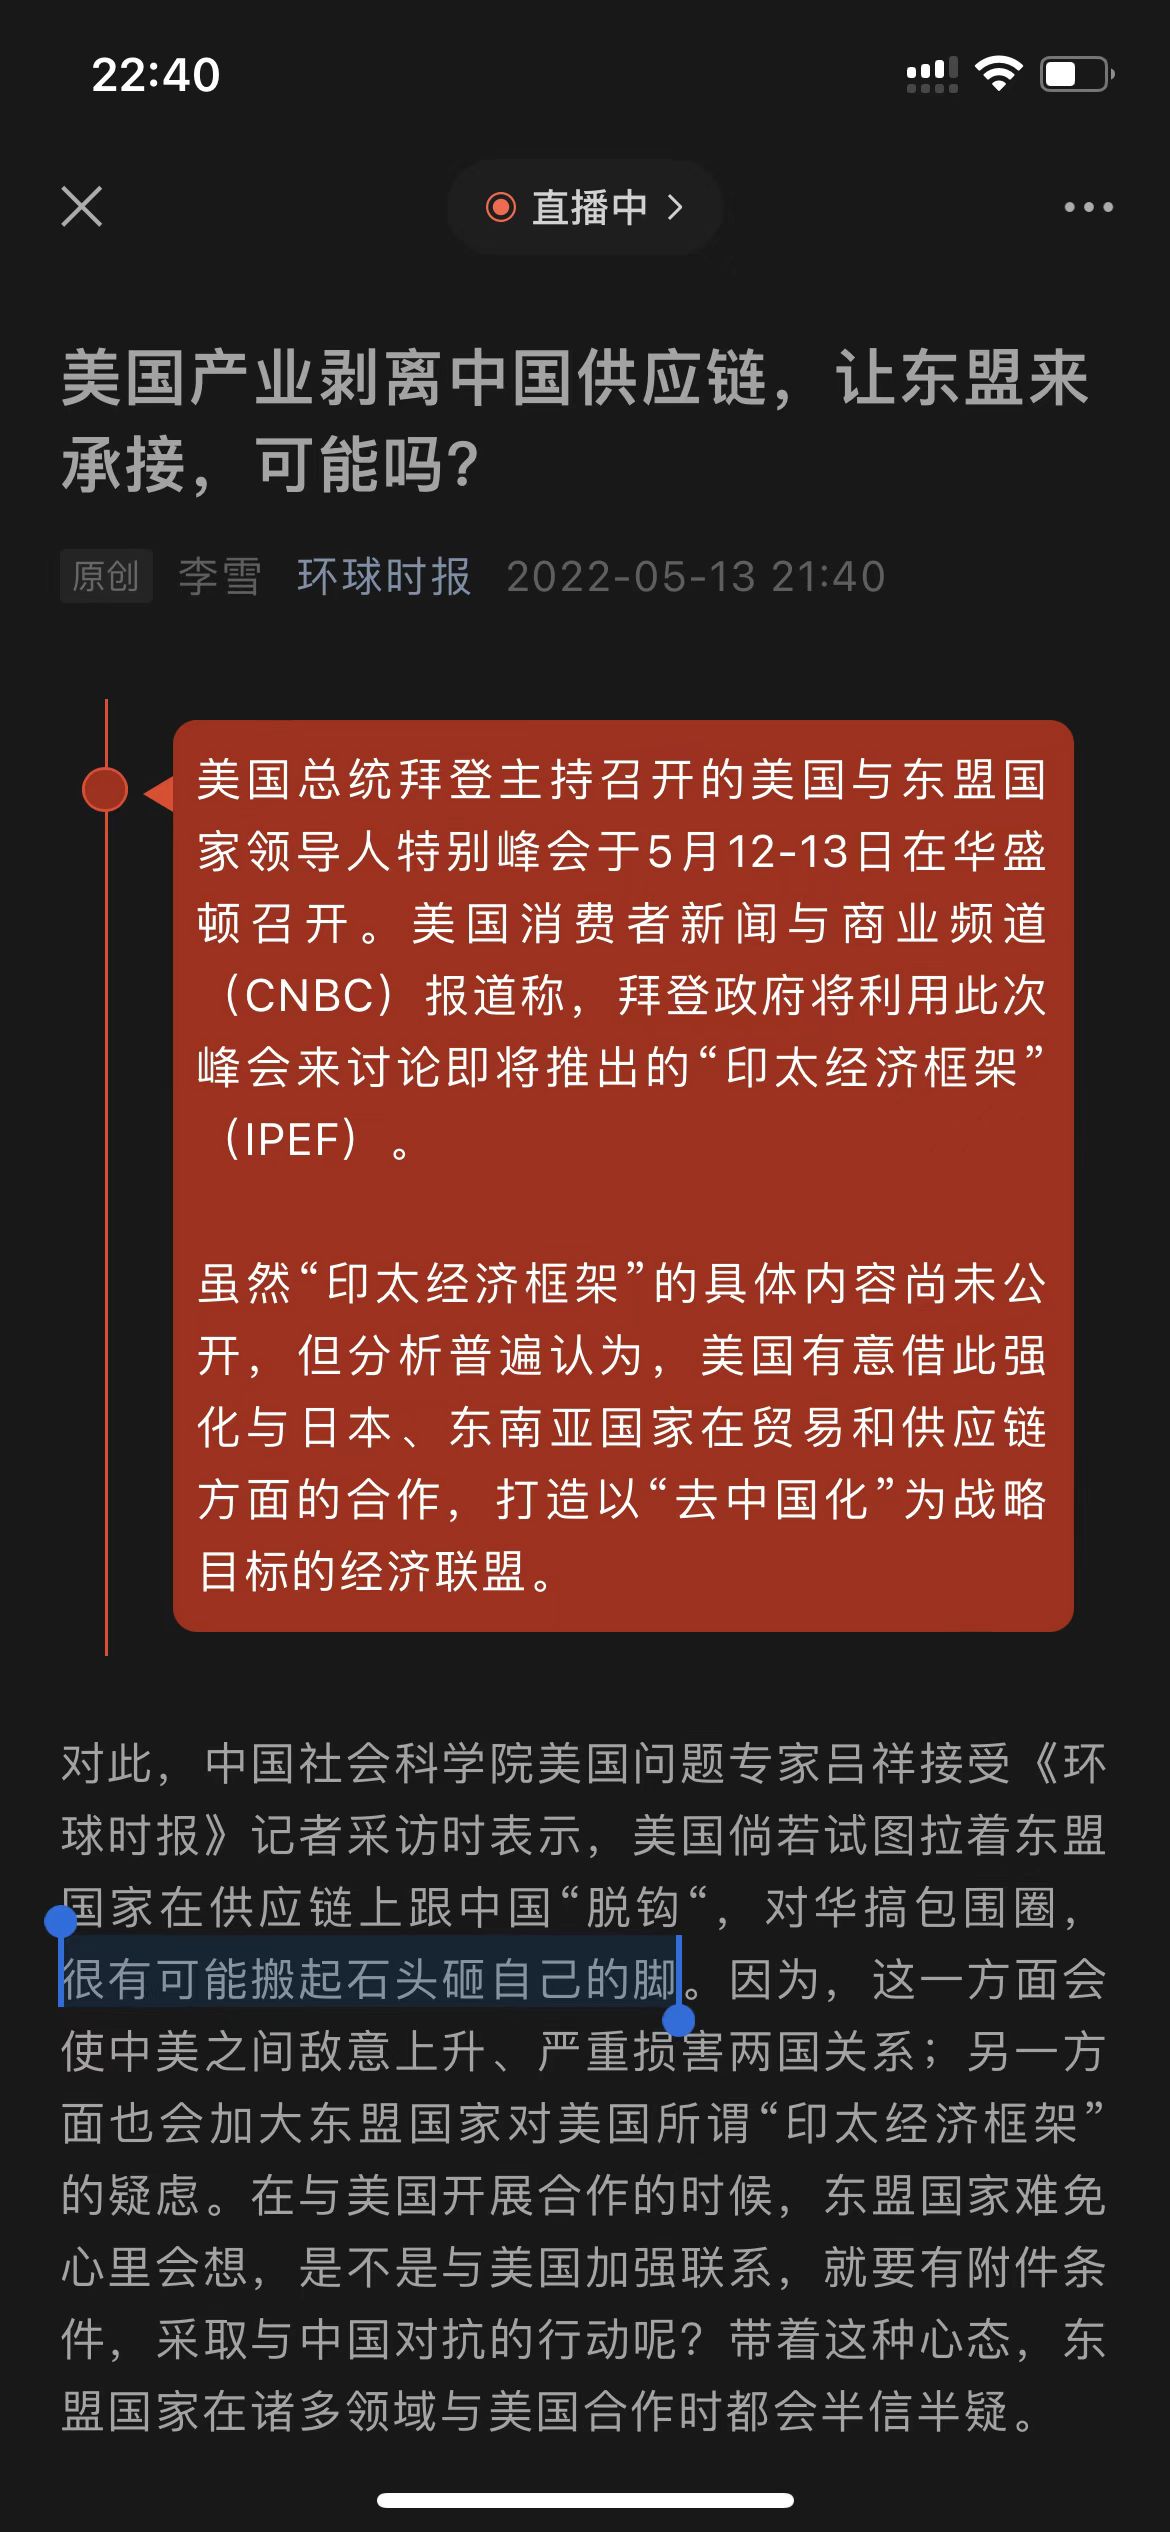 22:40
直播中
美国产业剥离中国供应链，让东盟来
承接，可能吗？
原创 李雪 环球时报 2022-05-13 21:40
美国总统拜登主持召开的美国与东盟国
家领导人特别峰会于5月12-13日在华盛
顿召开。美国消费者新闻与商业频道
（CNBC）报道称，拜登政府将利用此次
峰会来讨论即将推出的“印太经济框架”
（IPEF）。
虽然“印太经济框架”的具体内容尚未公
开，但分析普遍认为，美国有意借此强
化与日本、东南亚国家在贸易和供应链
方面的合作，打造以“去中国化”为战略
目标的经济联盟。
对此，中国社会科学院美国问题专家吕祥接受《环
球时报》记者采访时表示，美国倘若试图拉着东盟
国家在供应链上跟中国“脱钩“，对华搞包围圈，
很有可能搬起石头砸自己的脚。因为，这一方面会
使中美之间敌意上升、严重损害两国关系；另一方
面也会加大东盟国家对美国所谓“印太经济框架”
的疑虑。在与美国开展合作的时候，东盟国家难免
心里会想，是不是与美国加强联系，就要有附件条
件，采取与中国对抗的行动呢？带着这种心态，东
盟国家在诸多领域与美国合作时都会半信半疑。